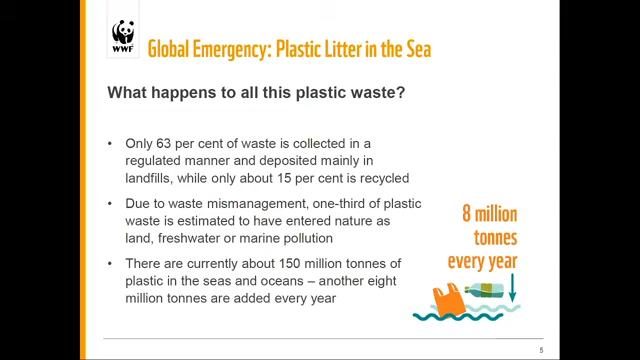 WWF
Global Emergency: Plastic Litter in the Sea
What happens to all this plastic waste?
• Only 63 per cent of waste is collected in a
regulated manner and deposited mainly in
landfills, while only about 15 per cent is recycled
• Due to waste mismanagement, one-third of plastic
waste is estimated to have entered nature as
land, freshwater or marine pollution
• There are currently about 150 million tonnes of
plastic in the seas and oceans – another eight
million tonnes are added every year
8 million
tonnes
every year
5